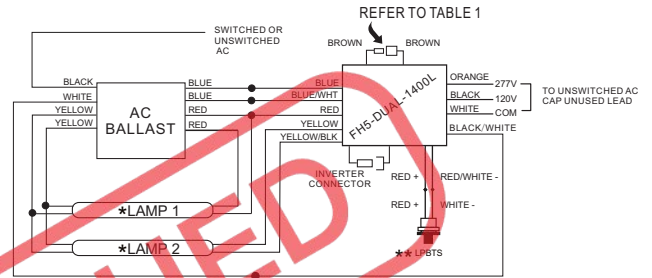 REFER TO TABLE 1
SWITCHED OR
UNSWITCHED
AC
BROWN
BROWN
BLACK
WHITE
YELLOW
YELLOW
AC
BALLAST
BLUE
BLUE
RED
RED
BLUE
BLUE/WHT
RED
YELLOW
YELLOW/BLK
FH5-DUAL-1400L
ORANGE
277V
BLACK
120V
WHITE
COM
BLACK/WHITE
TO UNSWITCHED AC
CAP UNUSED LEAD
INVERTER
CONNECTOR
RED +
RED/WHITE -
RED +
WHITE -
** LPBTS
*LAMP 1
*LAMP 2